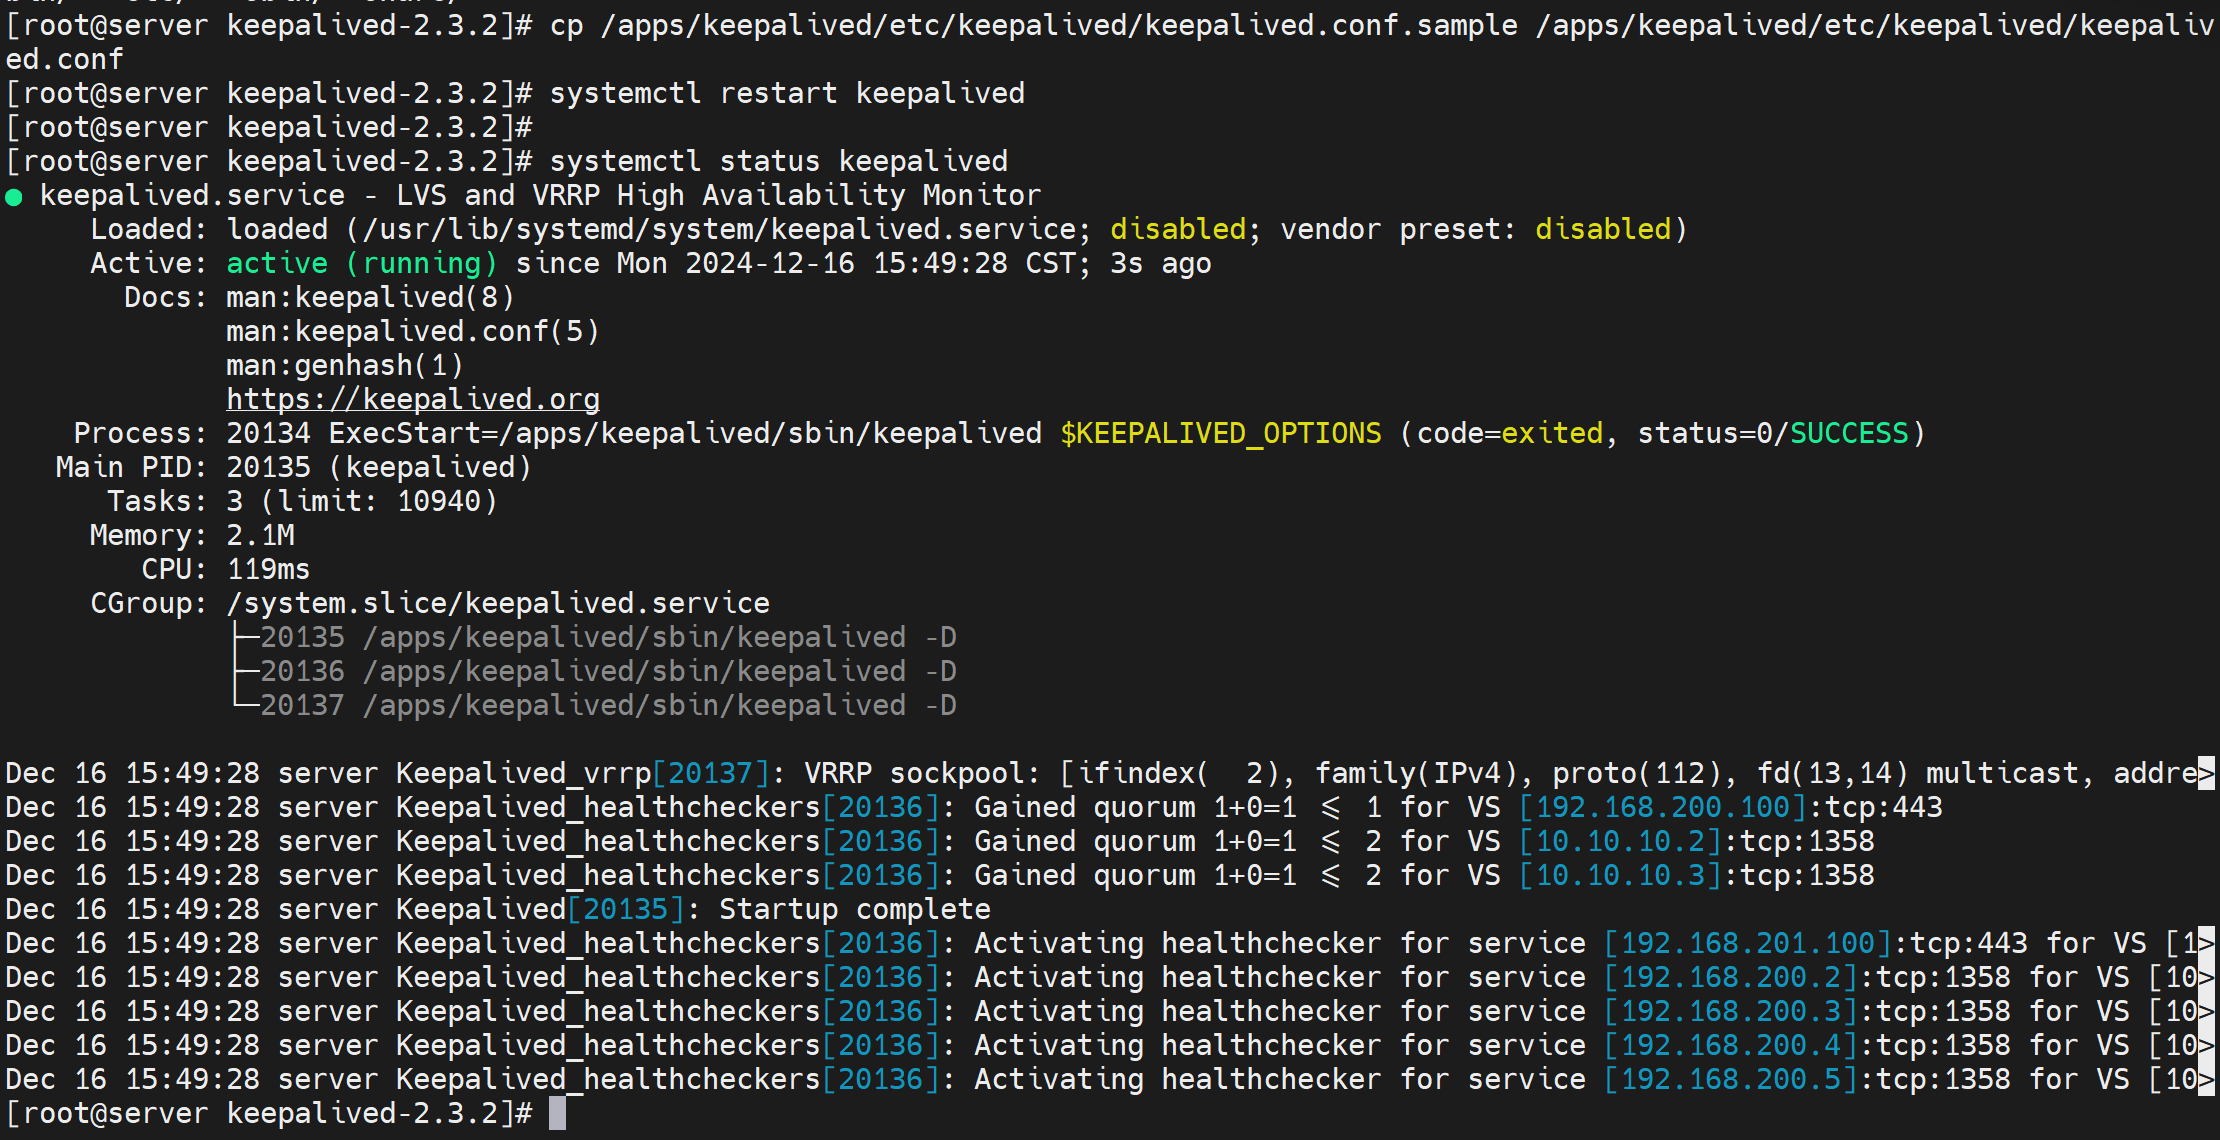 [root@server keepalived-2.3.2]# cp /apps/keepalived/etc/keepalived/keepalived.conf.sample /apps/keepalived/etc/keepalived/keepaliv
ed.conf
[root@server keepalived-2.3.2]# systemctl restart keepalived
[root@server keepalived-2.3.2]#
[root@server keepalived-2.3.2]# systemctl status keepalived
● keepalived.service - LVS and VRRP High Availability Monitor
     Loaded: loaded (/usr/lib/systemd/system/keepalived.service; disabled; vendor preset: disabled)
     Active: active (running) since Mon 2024-12-16 15:49:28 CST; 3s ago
       Docs: man:keepalived(8)
             man:keepalived.conf(5)
             man:genhash(1)
             https://keepalived.org
    Process: 20134 ExecStart=/apps/keepalived/sbin/keepalived $KEEPALIVED_OPTIONS (code=exited, status=0/SUCCESS)
   Main PID: 20135 (keepalived)
      Tasks: 3 (limit: 10940)
     Memory: 2.1M
        CPU: 119ms
     CGroup: /system.slice/keepalived.service
             ├─20135 /apps/keepalived/sbin/keepalived -D
             ├─20136 /apps/keepalived/sbin/keepalived -D
             └─20137 /apps/keepalived/sbin/keepalived -D
Dec 16 15:49:28 server Keepalived_vrrp[20137]: VRRP sockpool: [ifindex(  2), family(IPv4), proto(112), fd(13,14) multicast, addre>
Dec 16 15:49:28 server Keepalived_healthcheckers[20136]: Gained quorum 1+0=1 <= 1 for VS [192.168.200.100]:tcp:443
Dec 16 15:49:28 server Keepalived_healthcheckers[20136]: Gained quorum 1+0=1 <= 2 for VS [10.10.10.2]:tcp:1358
Dec 16 15:49:28 server Keepalived_healthcheckers[20136]: Gained quorum 1+0=1 <= 2 for VS [10.10.10.3]:tcp:1358
Dec 16 15:49:28 server Keepalived[20135]: Startup complete
Dec 16 15:49:28 server Keepalived_healthcheckers[20136]: Activating healthchecker for service [192.168.201.100]:tcp:443 for VS [1>
Dec 16 15:49:28 server Keepalived_healthcheckers[20136]: Activating healthchecker for service [192.168.200.2]:tcp:1358 for VS [10>
Dec 16 15:49:28 server Keepalived_healthcheckers[20136]: Activating healthchecker for service [192.168.200.3]:tcp:1358 for VS [10>
Dec 16 15:49:28 server Keepalived_healthcheckers[20136]: Activating healthchecker for service [192.168.200.4]:tcp:1358 for VS [10>
Dec 16 15:49:28 server Keepalived_healthcheckers[20136]: Activating healthchecker for service [192.168.200.5]:tcp:1358 for VS [10>
[root@server keepalived-2.3.2]#